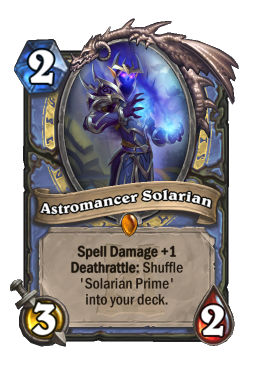 2
Astromancer Solarian
Spell Damage +1
Deathrattle: Shuffle
'Solarian Prime'
into your deck.
3
2